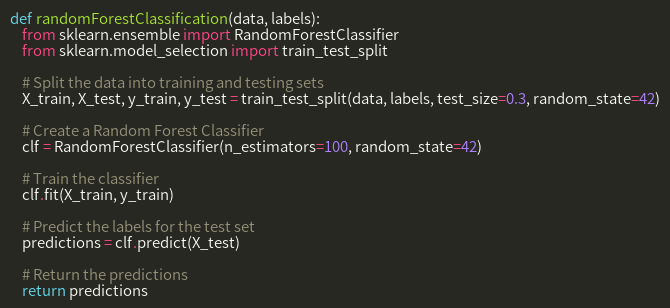 def randomForestClassification(data, labels):
    from sklearn.ensemble import RandomForestClassifier
    from sklearn.model_selection import train_test_split
    # Split the data into training and testing sets
    X_train, X_test, y_train, y_test = train_test_split(data, labels, test_size=0.3, random_state=42)
    # Create a Random Forest Classifier
    clf = RandomForestClassifier(n_estimators=100, random_state=42)
    # Train the classifier
    clf.fit(X_train, y_train)
    # Predict the labels for the test set
    predictions = clf.predict(X_test)
    # Return the predictions
    return predictions